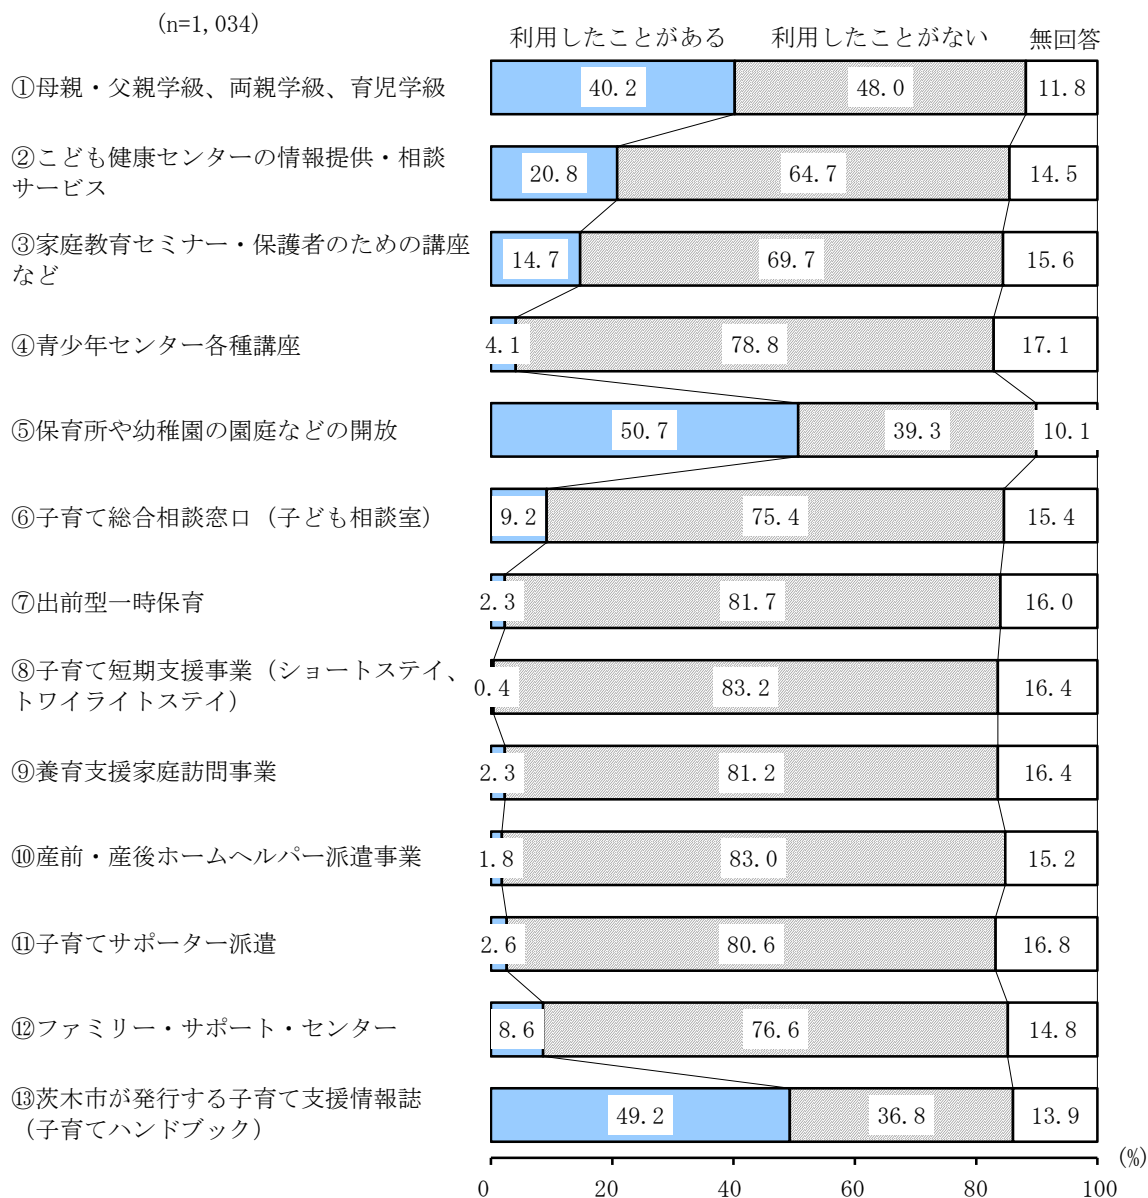 (n=1,034)
利用したことがある 利用したことがない 無回答
①母親・父親学級、両親学級、育児学級
40.2 48.0 11.8
②こども健康センターの情報提供・相談
サービス
20.8 64.7 14.5
③家庭教育セミナー・保護者のための講座
など
14.7 69.7 15.6
④青少年センター各種講座
4.1 78.8 17.1
⑤保育所や幼稚園の園庭などの開放
50.7 39.3 10.1
⑥子育て総合相談窓口（子ども相談室）
9.2 75.4 15.4
⑦出前型一時保育
2.3 81.7 16.0
⑧子育て短期支援事業（ショートステイ、
トワイライトステイ）
0.4 83.2 16.4
⑨養育支援家庭訪問事業
2.3 81.2 16.4
⑩産前・産後ホームヘルパー派遣事業
1.8 83.0 15.2
⑪子育てサポーター派遣
2.6 80.6 16.8
⑫ファミリー・サポート・センター
8.6 76.6 14.8
⑬茨木市が発行する子育て支援情報誌
（子育てハンドブック）
49.2 36.8 13.9
(%)
0 20 40 60 80 100